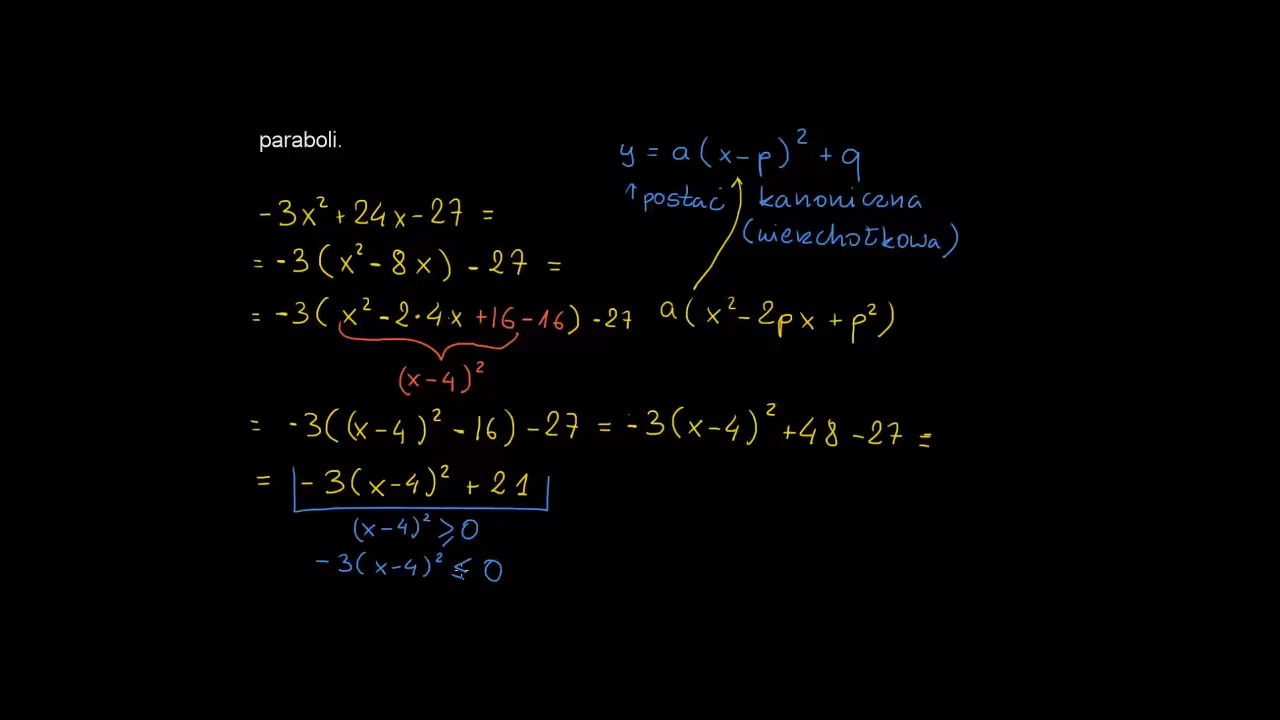 paraboli.
y = a(x-p)² + q
↑ postać kanoniczna
(wierzchołkowa)
-3x² + 24x - 27 =
= -3(x² - 8x) - 27 =
= -3(x² - 2·4x +16 -16) - 27
a(x² - 2px + p²)
(x-4)²
= -3((x-4)² - 16) - 27 = -3(x-4)² + 48 - 27 =
= -3(x-4)² + 21
(x-4)² ⩾ 0
-3(x-4)² ≤ 0